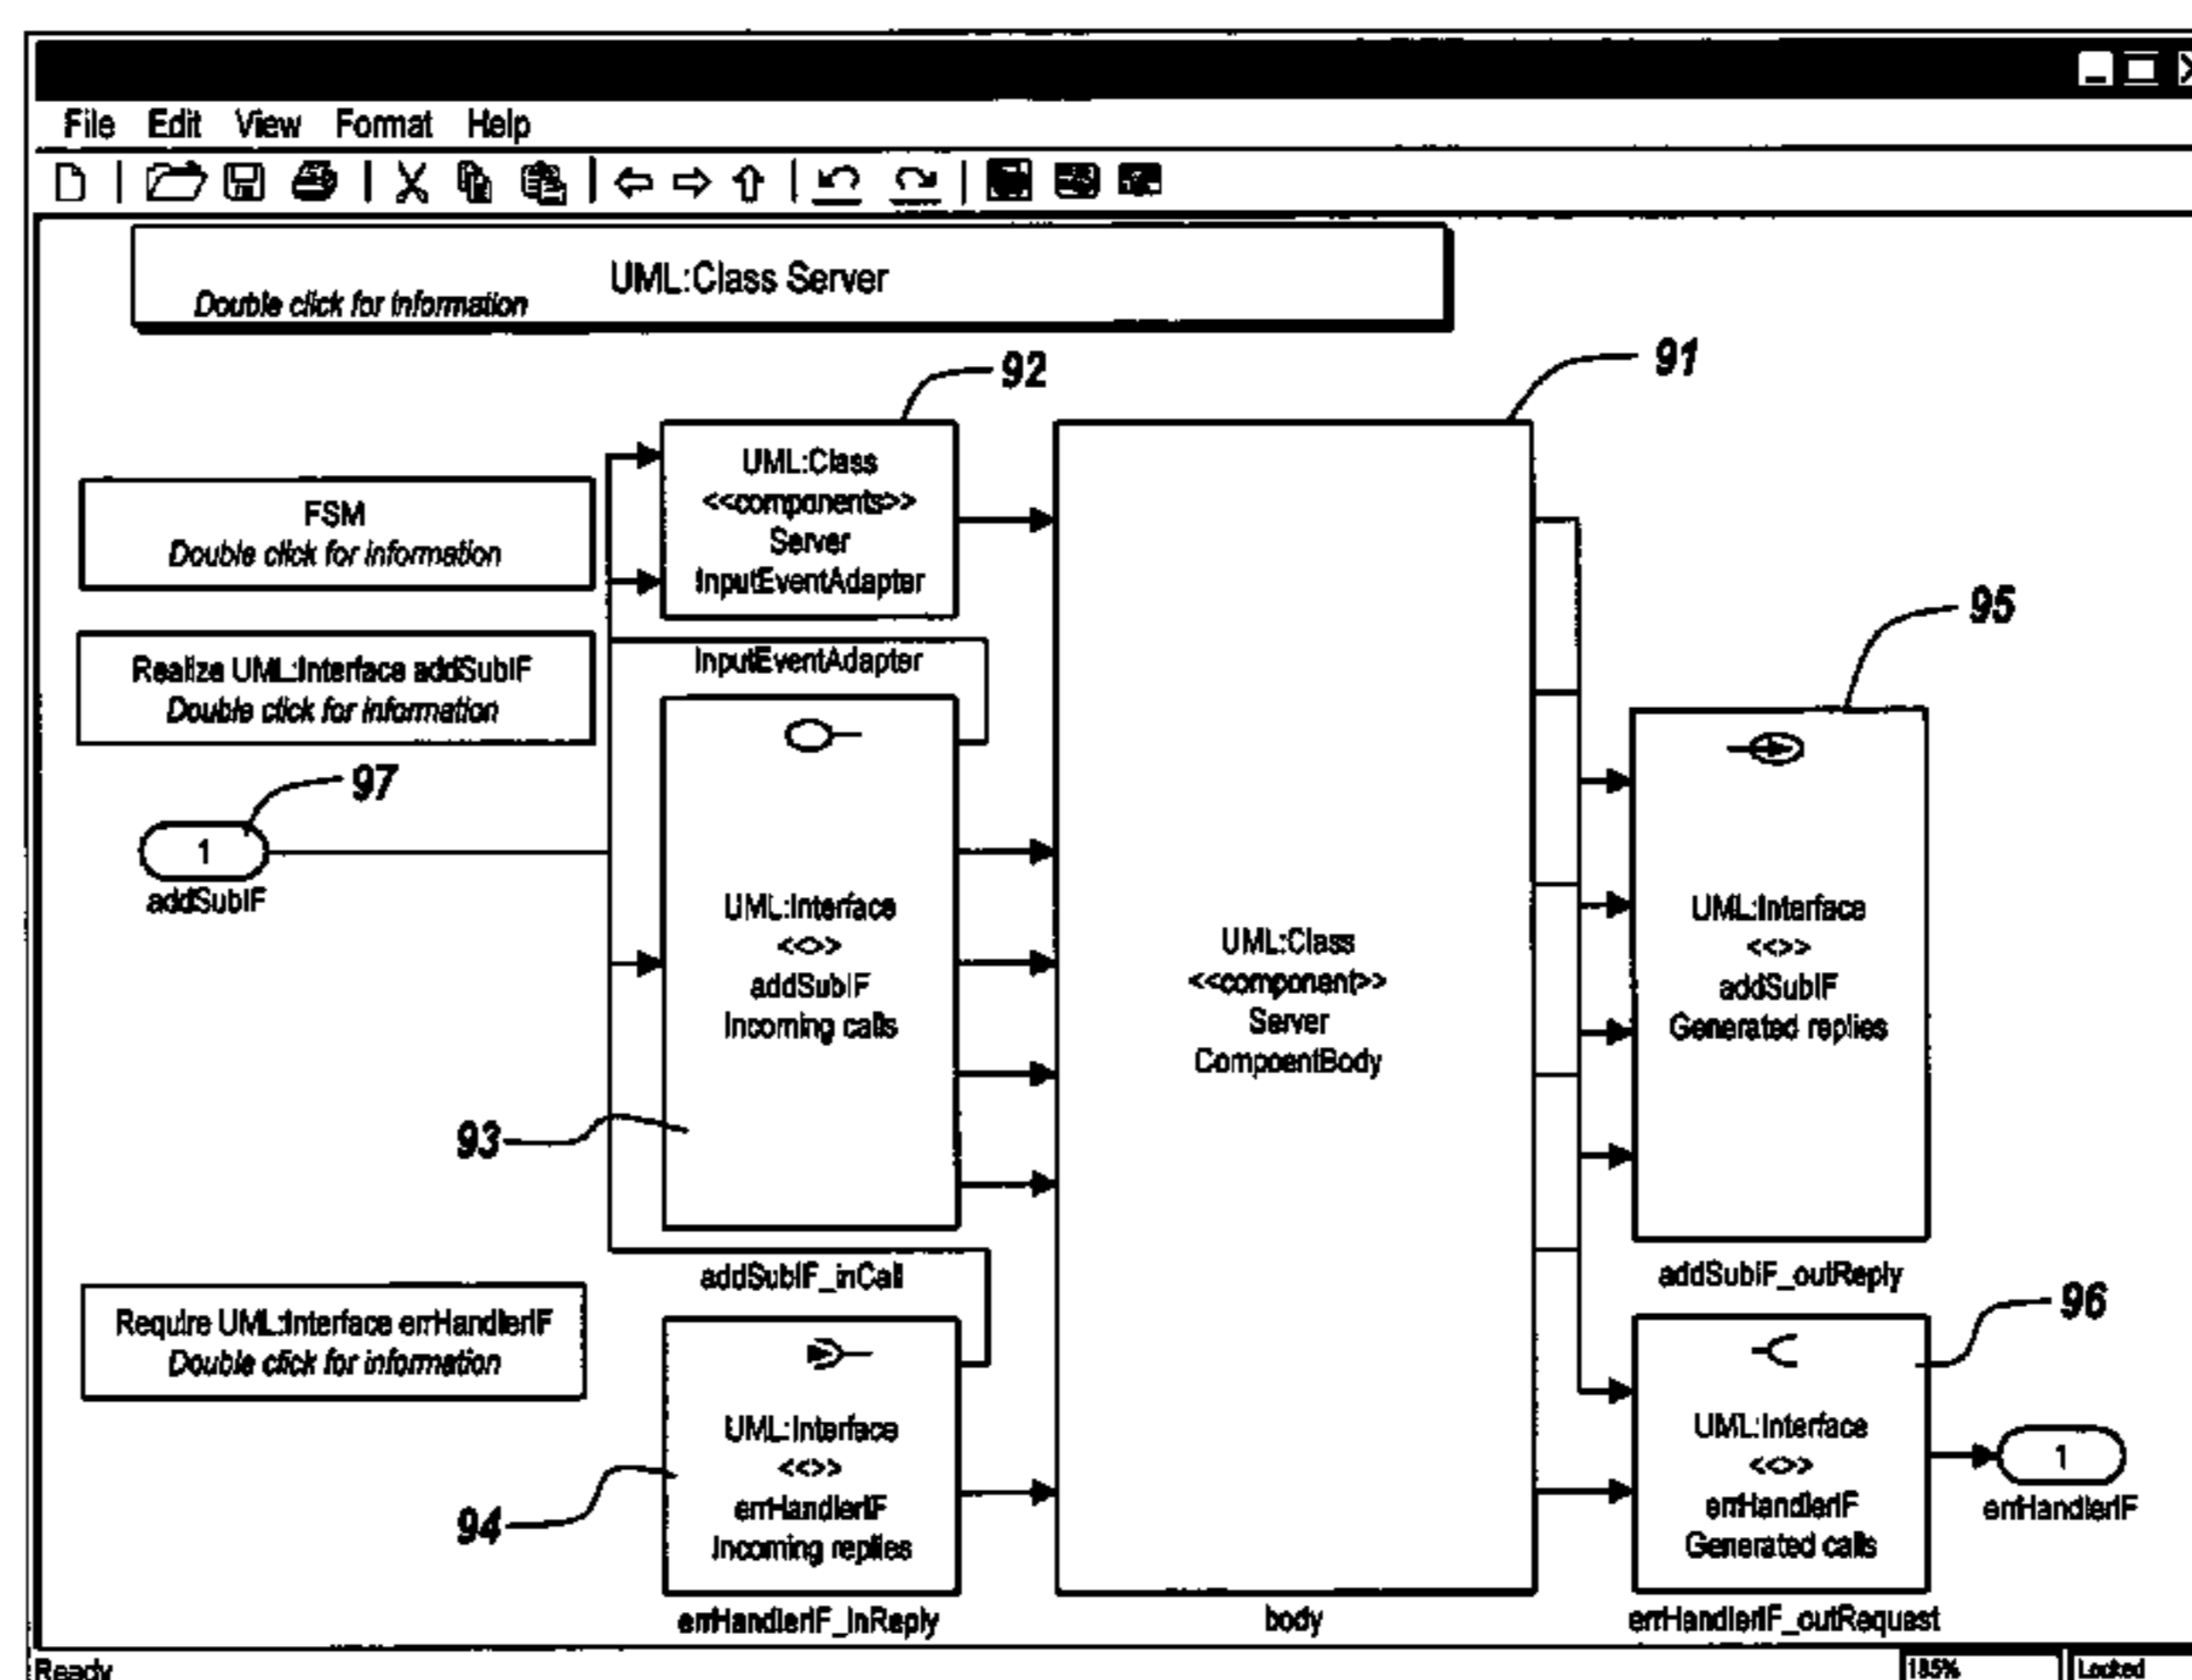 File Edit View Format Help
UML:Class Server
Double click for information
92
91
UML:Class
<<components>>
Server
InputEventAdapter
FSM
Double click for information
95
InputEventAdapter
Realize UML:Interface addSubIF
Double click for information
97
1
addSubIF
UML:Interface
<<>>
addSubIF
Incoming calls
UML:Class
<<component>>
Server
CompoentBody
UML:Interface
<<>>
addSubIF
Generated replies
93
addSubIF_inCall
addSubIF_outReply
96
Require UML:Interface errHandlerIF
Double click for information
UML:Interface
<<>>
errHandlerIF
Incoming replies
94
UML:Interface
<<>>
errHandlerIF
Generated calls
1
errHandlerIF
errHandlerIF_inReply
body
errHandlerIF_outRequest
Ready
185%
Locked